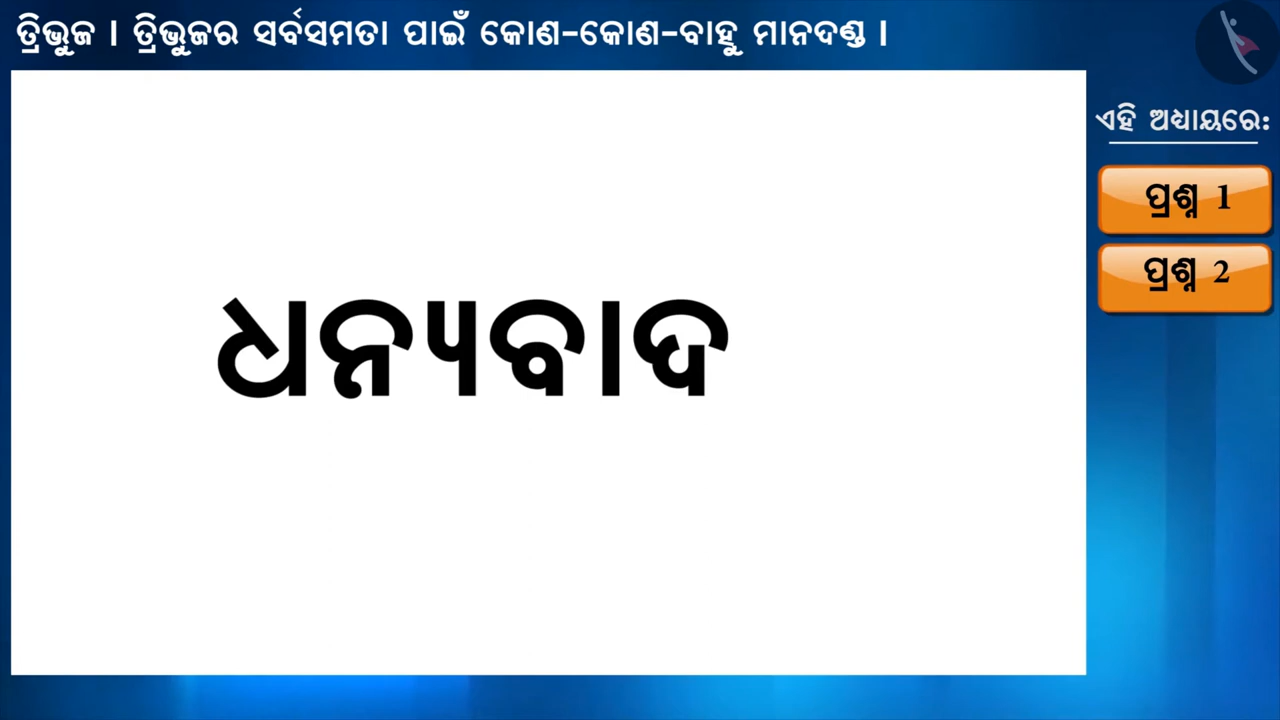 ତ୍ରିଭୁଜ । ତ୍ରିଭୁଜର ସର୍ବସମତା ପାଇଁ କୋଣ-କୋଣ-ବାହୁ ମାନଦଣ୍ଡ ।
ଏହି ଅଧ୍ୟାୟରେ:
ପ୍ରଶ୍ନ 1
ପ୍ରଶ୍ନ 2
ଧନ୍ୟବାଦ